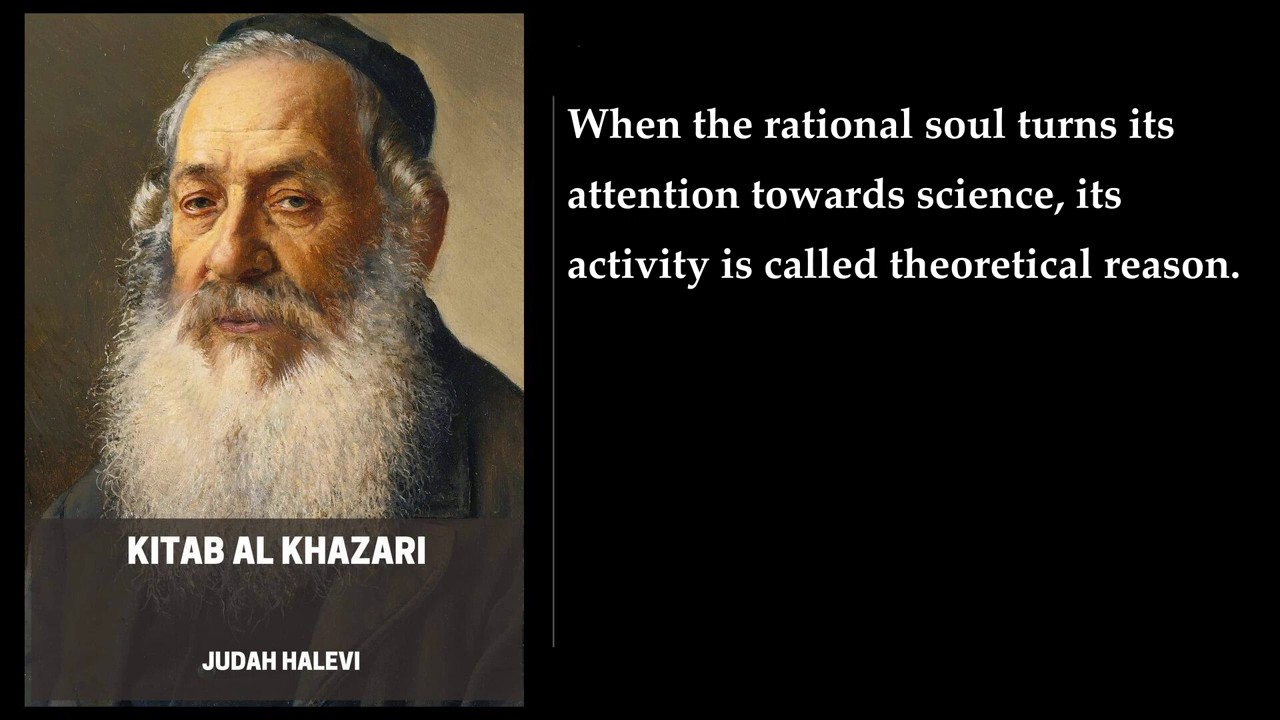 When the rational soul turns its
attention towards science, its
activity is called theoretical reason.
KITAB AL KHAZARI
JUDAH HALEVI